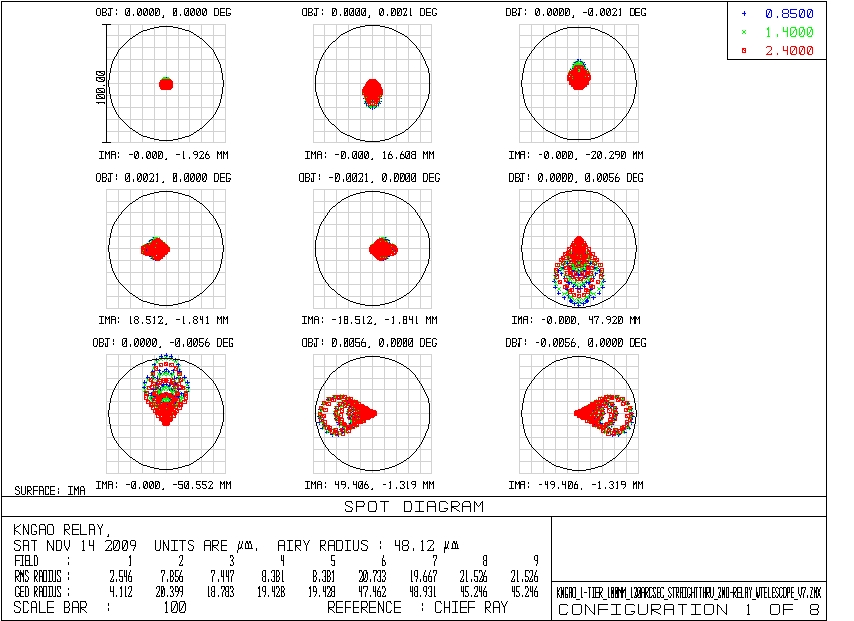 OBJ: 0.0000, 0.0000 DEG
OBJ: 0.0000, 0.0021 DEG
OBJ: 0.0000, -0.0021 DEG
+ 0.8500
× 1.4000
¤ 2.4000
100.00
IMA: -0.000, -1.926 MM
IMA: -0.000, 16.608 MM
IMA: -0.000, -20.290 MM
OBJ: 0.0021, 0.0000 DEG
OBJ: -0.0021, 0.0000 DEG
OBJ: 0.0000, 0.0056 DEG
IMA: 18.512, -1.841 MM
IMA: -18.512, -1.841 MM
IMA: -0.000, 47.920 MM
OBJ: 0.0000, -0.0056 DEG
OBJ: 0.0056, 0.0000 DEG
OBJ: -0.0056, 0.0000 DEG
IMA: -0.000, -50.552 MM
IMA: 49.406, -1.319 MM
IMA: -49.406, -1.319 MM
SURFACE: IMA
SPOT DIAGRAM
KNGAO RELAY,
SAT NOV 14 2009 UNITS ARE µm. AIRY RADIUS : 48.12 µm
FIELD : 1 2 3 4 5 6 7 8 9
RMS RADIUS : 2.546 7.856 7.447 8.381 8.381 20.733 19.667 21.526 21.526
GEO RADIUS : 4.112 20.399 18.783 19.428 19.428 47.462 48.931 45.246 45.246
SCALE BAR : 100 REFERENCE : CHIEF RAY
KNGAO_L-TIER_100MM_120ARCSEC_STRAIGHTTHRU_2ND-RELAY_WTELESCOPE_V7.ZMX
CONFIGURATION 1 OF 8